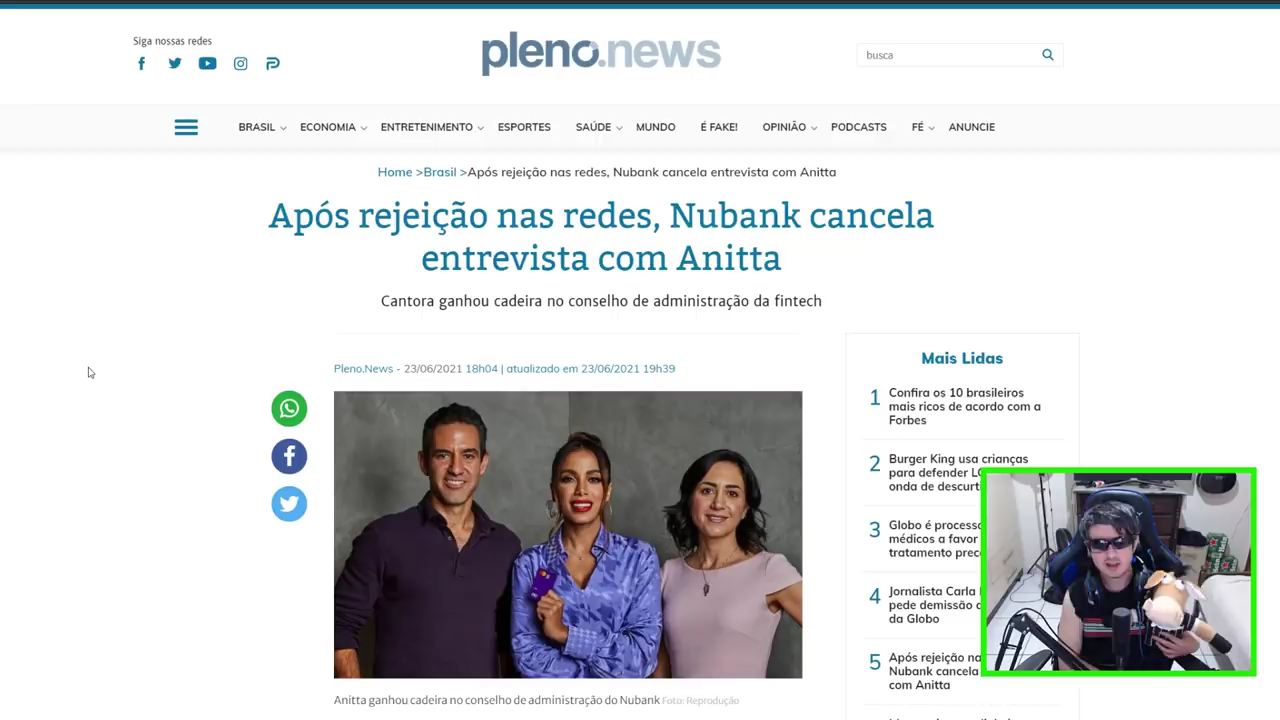 Siga nossas redes
pleno.news
busca
BRASIL ECONOMIA ENTRETENIMENTO ESPORTES SAÚDE MUNDO É FAKE! OPINIÃO PODCASTS FÉ ANUNCIE
Home >Brasil >Após rejeição nas redes, Nubank cancela entrevista com Anitta
Após rejeição nas redes, Nubank cancela
entrevista com Anitta
Cantora ganhou cadeira no conselho de administração da fintech
Pleno.News - 23/06/2021 18h04 | atualizado em 23/06/2021 19h39
Anitta ganhou cadeira no conselho de administração do Nubank Foto: Reprodução
Mais Lidas
1 Confira os 10 brasileiros
mais ricos de acordo com a
Forbes
2 Burger King usa crianças
para defender
onda de descurt
3 Globo é process
médicos a favor
tratamento prec
4 Jornalista Carla
pede demissão
da Globo
5 Após rejeição na
Nubank cancela
com Anitta